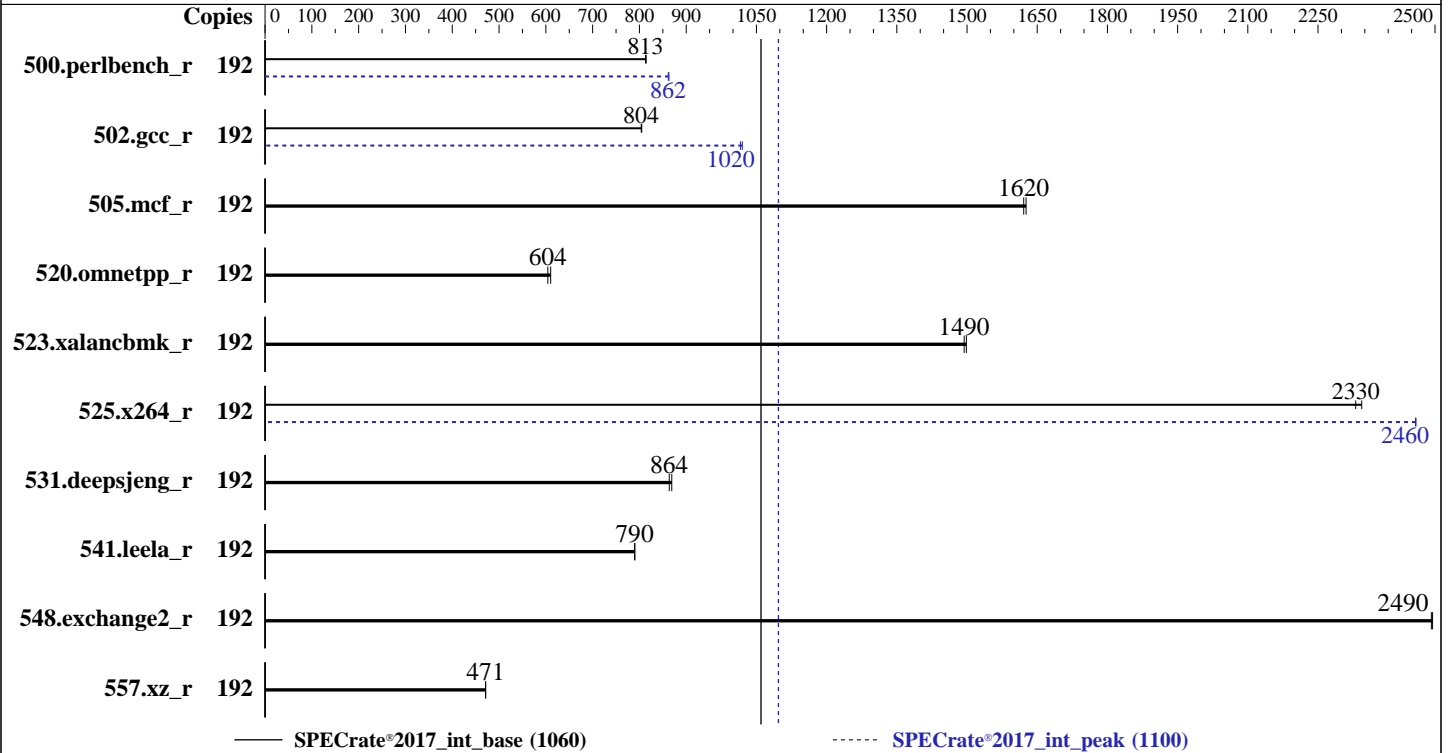 Copies 0 100 200 300 400 500 600 700 800 900 1050 1200 1350 1500 1650 1800 1950 2100 2250 2500
813
500.perlbench_r 192
862
804
502.gcc_r 192
1020
1620
505.mcf_r 192
604
520.omnetpp_r 192
1490
523.xalancbmk_r 192
2330
525.x264_r 192
2460
864
531.deepsjeng_r 192
790
541.leela_r 192
2490
548.exchange2_r 192
471
557.xz_r 192
SPECrate®2017_int_base (1060) SPECrate®2017_int_peak (1100)